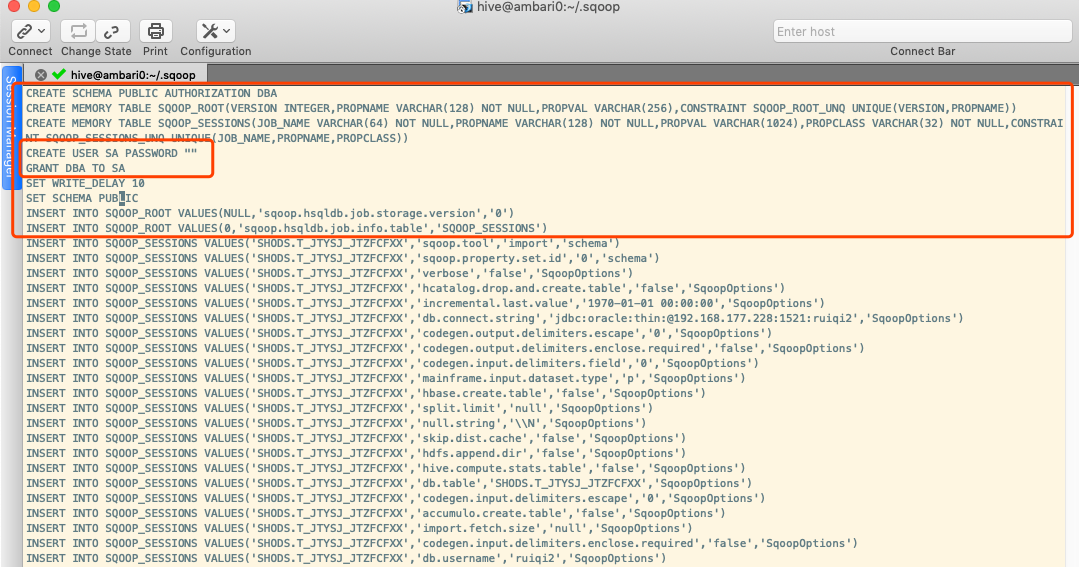 hive@ambari0:~/.sqoop
Connect Change State Print Configuration
Enter host
Connect Bar
Session Manager
hive@ambari0:~/.sqoop
CREATE SCHEMA PUBLIC AUTHORIZATION DBA
CREATE MEMORY TABLE SQOOP_ROOT(VERSION INTEGER,PROPNAME VARCHAR(128) NOT NULL,PROPVAL VARCHAR(256),CONSTRAINT SQOOP_ROOT_UNQ UNIQUE(VERSION,PROPNAME))
CREATE MEMORY TABLE SQOOP_SESSIONS(JOB_NAME VARCHAR(64) NOT NULL,PROPNAME VARCHAR(128) NOT NULL,PROPVAL VARCHAR(1024),PROPCLASS VARCHAR(32) NOT NULL,CONSTRAI
NT SQOOP_SESSIONS_UNQ UNIQUE(JOB_NAME,PROPNAME,PROPCLASS))
CREATE USER SA PASSWORD ""
GRANT DBA TO SA
SET WRITE_DELAY 10
SET SCHEMA PUBLIC
INSERT INTO SQOOP_ROOT VALUES(NULL,'sqoop.hsqldb.job.storage.version','0')
INSERT INTO SQOOP_ROOT VALUES(0,'sqoop.hsqldb.job.info.table','SQOOP_SESSIONS')
INSERT INTO SQOOP_SESSIONS VALUES('SHODS.T_JTYSJ_JTZFCFXX','sqoop.tool','import','schema')
INSERT INTO SQOOP_SESSIONS VALUES('SHODS.T_JTYSJ_JTZFCFXX','sqoop.property.set.id','0','schema')
INSERT INTO SQOOP_SESSIONS VALUES('SHODS.T_JTYSJ_JTZFCFXX','verbose','false','SqoopOptions')
INSERT INTO SQOOP_SESSIONS VALUES('SHODS.T_JTYSJ_JTZFCFXX','hcatalog.drop.and.create.table','false','SqoopOptions')
INSERT INTO SQOOP_SESSIONS VALUES('SHODS.T_JTYSJ_JTZFCFXX','incremental.last.value','1970-01-01 00:00:00','SqoopOptions')
INSERT INTO SQOOP_SESSIONS VALUES('SHODS.T_JTYSJ_JTZFCFXX','db.connect.string','jdbc:oracle:thin:@192.168.177.228:1521:ruiqi2','SqoopOptions')
INSERT INTO SQOOP_SESSIONS VALUES('SHODS.T_JTYSJ_JTZFCFXX','codegen.output.delimiters.escape','0','SqoopOptions')
INSERT INTO SQOOP_SESSIONS VALUES('SHODS.T_JTYSJ_JTZFCFXX','codegen.output.delimiters.enclose.required','false','SqoopOptions')
INSERT INTO SQOOP_SESSIONS VALUES('SHODS.T_JTYSJ_JTZFCFXX','codegen.input.delimiters.field','0','SqoopOptions')
INSERT INTO SQOOP_SESSIONS VALUES('SHODS.T_JTYSJ_JTZFCFXX','mainframe.input.dataset.type','p','SqoopOptions')
INSERT INTO SQOOP_SESSIONS VALUES('SHODS.T_JTYSJ_JTZFCFXX','hbase.create.table','false','SqoopOptions')
INSERT INTO SQOOP_SESSIONS VALUES('SHODS.T_JTYSJ_JTZFCFXX','split.limit','null','SqoopOptions')
INSERT INTO SQOOP_SESSIONS VALUES('SHODS.T_JTYSJ_JTZFCFXX','null.string','\\N','SqoopOptions')
INSERT INTO SQOOP_SESSIONS VALUES('SHODS.T_JTYSJ_JTZFCFXX','skip.dist.cache','false','SqoopOptions')
INSERT INTO SQOOP_SESSIONS VALUES('SHODS.T_JTYSJ_JTZFCFXX','hdfs.append.dir','false','SqoopOptions')
INSERT INTO SQOOP_SESSIONS VALUES('SHODS.T_JTYSJ_JTZFCFXX','hive.compute.stats.table','false','SqoopOptions')
INSERT INTO SQOOP_SESSIONS VALUES('SHODS.T_JTYSJ_JTZFCFXX','db.table','SHODS.T_JTYSJ_JTZFCFXX','SqoopOptions')
INSERT INTO SQOOP_SESSIONS VALUES('SHODS.T_JTYSJ_JTZFCFXX','codegen.input.delimiters.escape','0','SqoopOptions')
INSERT INTO SQOOP_SESSIONS VALUES('SHODS.T_JTYSJ_JTZFCFXX','accumulo.create.table','false','SqoopOptions')
INSERT INTO SQOOP_SESSIONS VALUES('SHODS.T_JTYSJ_JTZFCFXX','import.fetch.size','null','SqoopOptions')
INSERT INTO SQOOP_SESSIONS VALUES('SHODS.T_JTYSJ_JTZFCFXX','codegen.input.delimiters.enclose.required','false','SqoopOptions')
INSERT INTO SQOOP_SESSIONS VALUES('SHODS.T_JTYSJ_JTZFCFXX','db.username','ruiqi2','SqoopOptions')